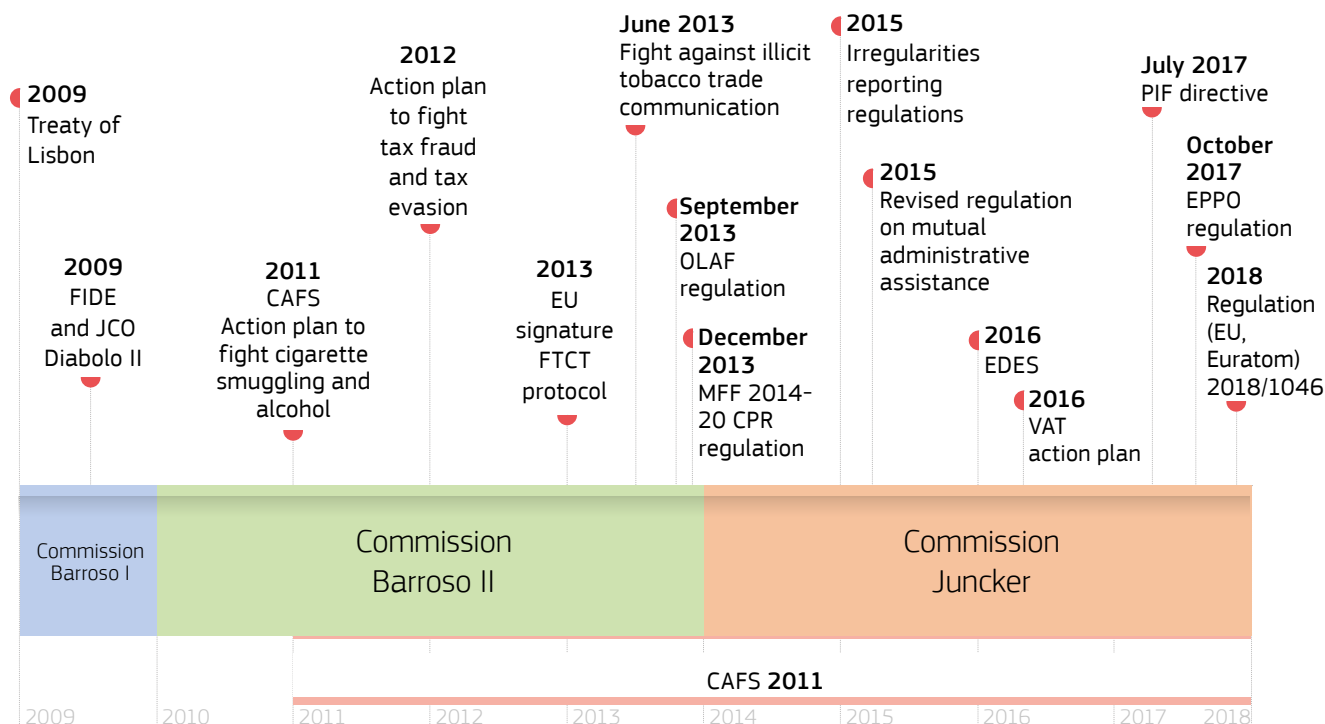 2009
Treaty of
Lisbon
2009
FIDE
and JCO
Diabolo II
2011
CAFS
Action plan to
fight cigarette
smuggling and
alcohol
2012
Action plan
to fight
tax fraud
and tax
evasion
2013
EU
signature
FTCT
protocol
June 2013
Fight against illicit
tobacco trade
communication
September
2013
OLAF
regulation
December
2013
MFF 2014-
20 CPR
regulation
2015
Irregularities
reporting
regulations
2015
Revised regulation
on mutual
administrative
assistance
2016
EDES
2016
VAT
action plan
July 2017
PIF directive
October
2017
EPPO
regulation
2018
Regulation
(EU,
Euratom)
2018/1046
Commission
Barroso I
Commission
Barroso II
Commission
Juncker
CAFS 2011
2009 2010 2011 2012 2013 2014 2015 2016 2017 2018